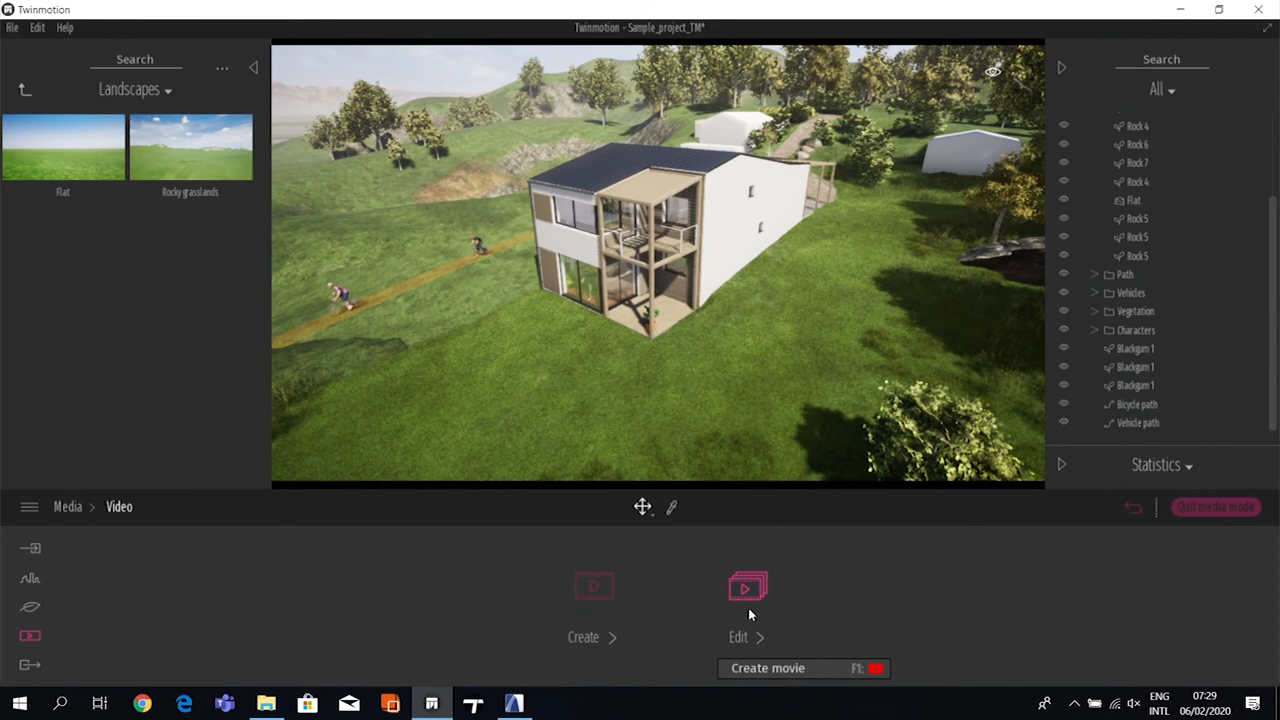 Twinmotion
File Edit Help
Twinmotion - Sample_project_TM*
Search
...
Landscapes
Flat
Rocky grasslands
Search
All
Rock 4
Rock 6
Rock 7
Rock 4
Flat
Rock 5
Rock 5
Rock 5
Path
Vehicles
Vegetation
Characters
Blackgum 1
Blackgum 1
Blackgum 1
Bicycle path
Vehicle path
Statistics
Media > Video
Quit media mode
Create >
Edit >
Create movie F1:
ENG
INTL
07:29
06/02/2020